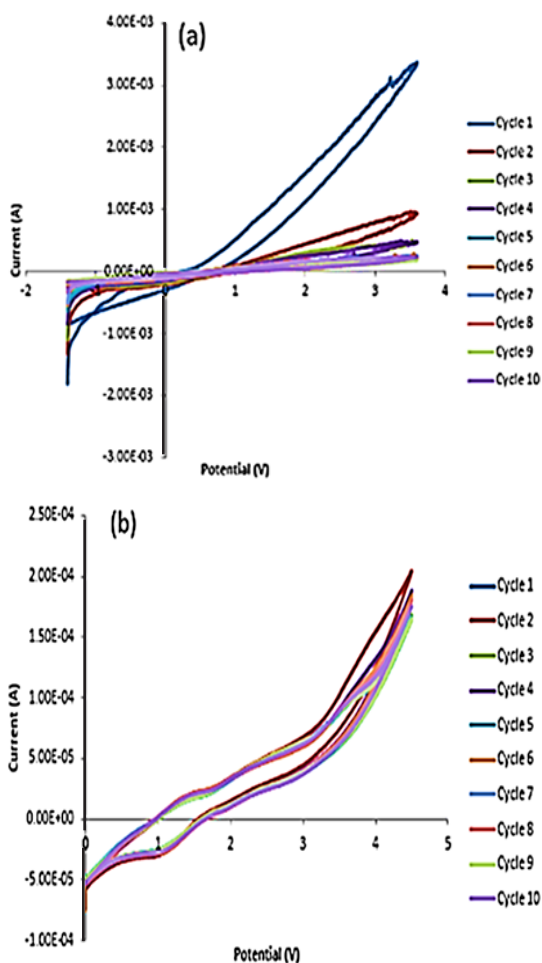 (a)
4.00E-03
3.00E-03
2.00E-03
1.00E-03
0.00E+00
-1.00E-03
-2.00E-03
-3.00E-03
Current (A)
-2
-1
0
1
2
3
4
Potential (V)
Cycle 1
Cycle 2
Cycle 3
Cycle 4
Cycle 5
Cycle 6
Cycle 7
Cycle 8
Cycle 9
Cycle 10
(b)
2.50E-04
2.00E-04
1.50E-04
1.00E-04
5.00E-05
0.00E+00
-5.00E-05
-1.00E-04
Current (A)
0
1
2
3
4
5
Potential (V)
Cycle 1
Cycle 2
Cycle 3
Cycle 4
Cycle 5
Cycle 6
Cycle 7
Cycle 8
Cycle 9
Cycle 10